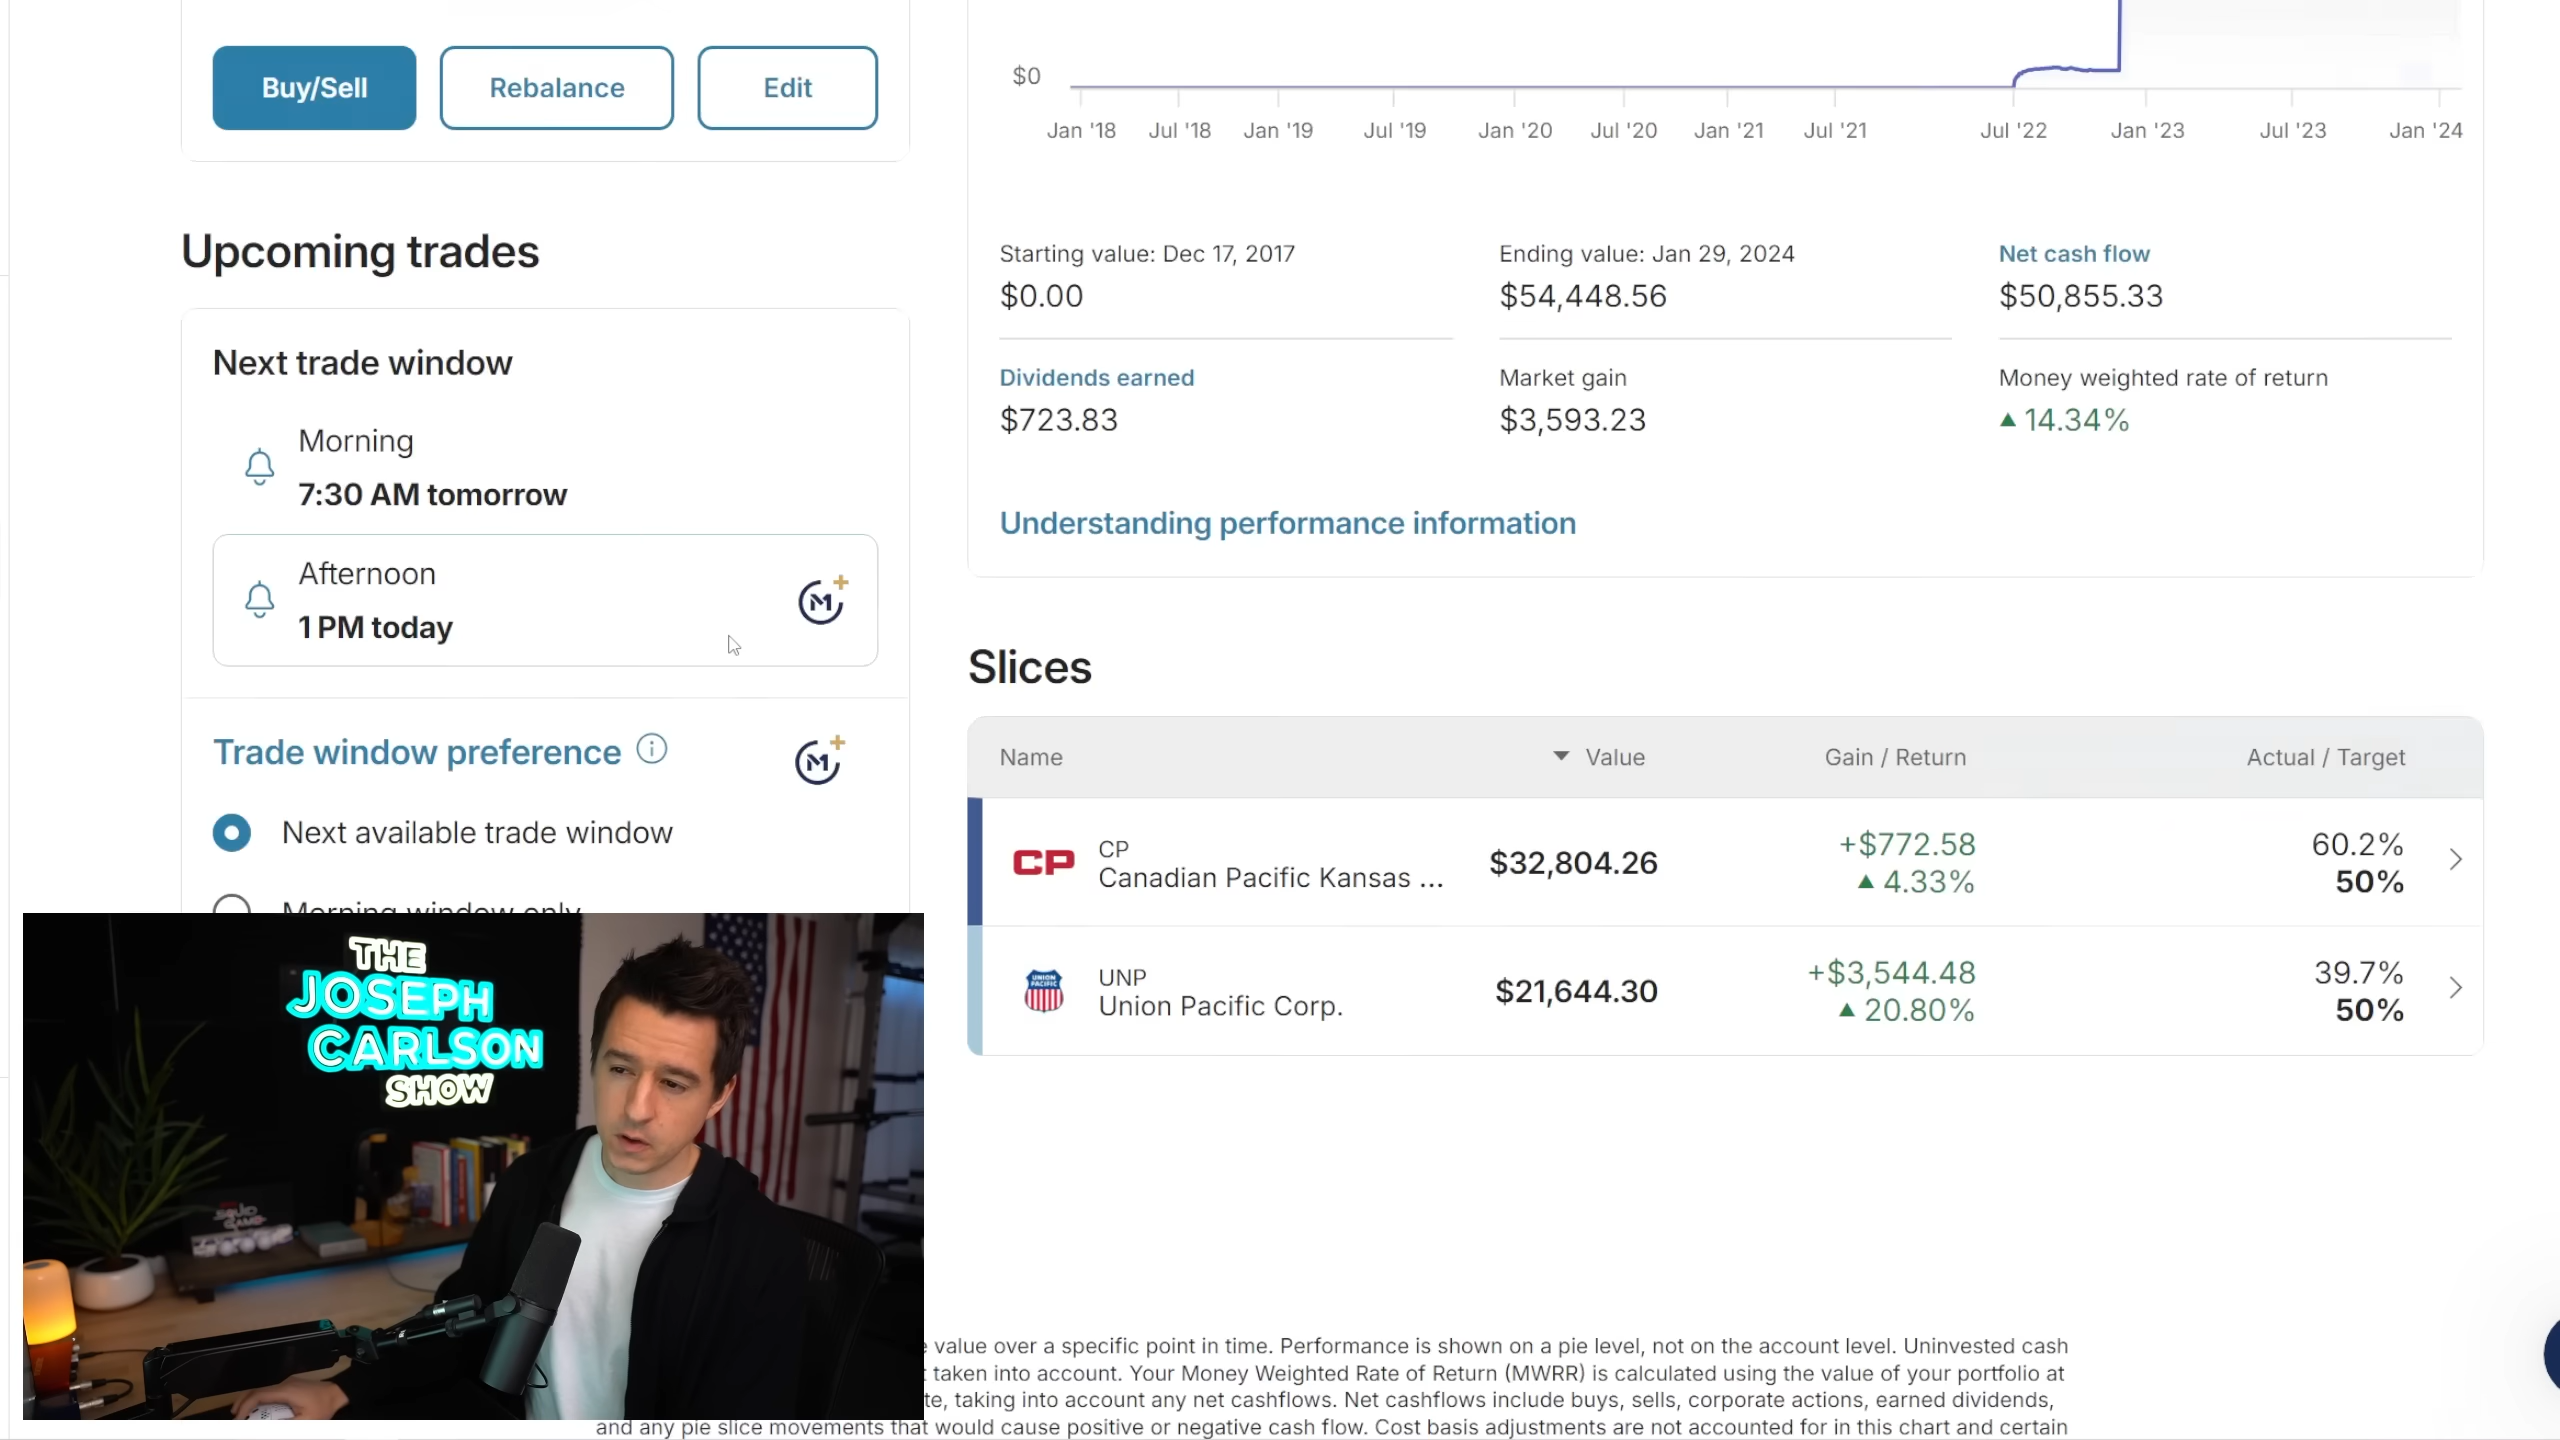 Buy/Sell
Rebalance
Edit
Upcoming trades
Next trade window
Morning
7:30 AM tomorrow
Afternoon
1 PM today
Trade window preference
Next available trade window
Morning window only
$0
Jan '18 Jul '18 Jan '19 Jul '19 Jan '20 Jul '20 Jan '21 Jul '21 Jul '22 Jan '23 Jul '23 Jan '24
Starting value: Dec 17, 2017
$0.00
Ending value: Jan 29, 2024
$54,448.56
Net cash flow
$50,855.33
Dividends earned
$723.83
Market gain
$3,593.23
Money weighted rate of return
14.34%
Understanding performance information
Slices
Name Value Gain / Return Actual / Target
CP
CP
Canadian Pacific Kansas ...
$32,804.26
+$772.58
4.33%
60.2%
50%
UNION
PACIFIC
UNP
Union Pacific Corp.
$21,644.30
+$3,544.48
20.80%
39.7%
50%
THE
JOSEPH
CARLSON
SHOW
value over a specific point in time. Performance is shown on a pie level, not on the account level. Uninvested cash
taken into account. Your Money Weighted Rate of Return (MWRR) is calculated using the value of your portfolio at
taking into account any net cashflows. Net cashflows include buys, sells, corporate actions, earned dividends,
and any pie slice movements that would cause positive or negative cash flow. Cost basis adjustments are not accounted for in this chart and certain